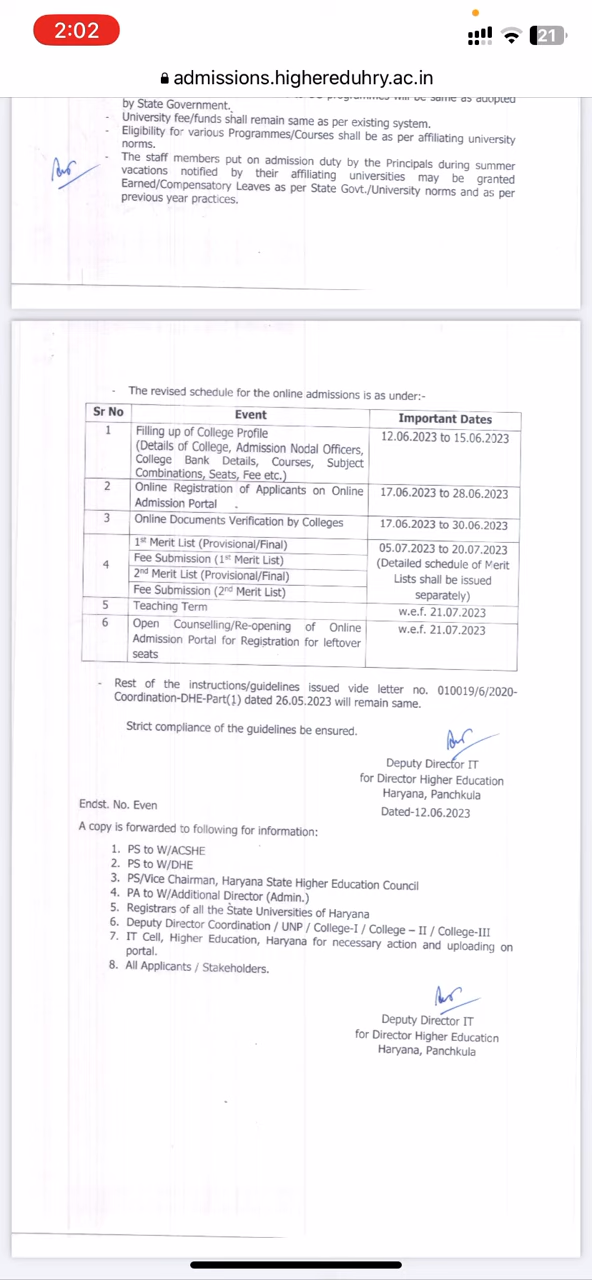 2:02
21
admissions.highereduhry.ac.in
by State Government.
- University fee/funds shall remain same as per existing system.
- Eligibility for various Programmes/Courses shall be as per affiliating university
norms.
- The staff members put on admission duty by the Principals during summer
vacations notified by their affiliating universities may be granted
Earned/Compensatory Leaves as per State Govt./University norms and as per
previous year practices.
- The revised schedule for the online admissions is as under:-
Sr No Event Important Dates
1 Filling up of College Profile 12.06.2023 to 15.06.2023
(Details of College, Admission Nodal Officers,
College Bank Details, Courses, Subject
Combinations, Seats, Fee etc.)
2 Online Registration of Applicants on Online 17.06.2023 to 28.06.2023
Admission Portal
3 Online Documents Verification by Colleges 17.06.2023 to 30.06.2023
4 1st Merit List (Provisional/Final) 05.07.2023 to 20.07.2023
Fee Submission (1st Merit List) (Detailed schedule of Merit
2nd Merit List (Provisional/Final) Lists shall be issued
Fee Submission (2nd Merit List) separately)
5 Teaching Term w.e.f. 21.07.2023
6 Open Counselling/Re-opening of Online w.e.f. 21.07.2023
Admission Portal for Registration for leftover
seats
- Rest of the instructions/guidelines issued vide letter no. 010019/6/2020-
Coordination-DHE-Part(1) dated 26.05.2023 will remain same.
Strict compliance of the guidelines be ensured.
Deputy Director IT
for Director Higher Education
Haryana, Panchkula
Endst. No. Even Dated-12.06.2023
A copy is forwarded to following for information:
1. PS to W/ACSHE
2. PS to W/DHE
3. PS/Vice Chairman, Haryana State Higher Education Council
4. PA to W/Additional Director (Admin.)
5. Registrars of all the State Universities of Haryana
6. Deputy Director Coordination / UNP / College-I / College – II / College-III
7. IT Cell, Higher Education, Haryana for necessary action and uploading on
portal.
8. All Applicants / Stakeholders.
Deputy Director IT
for Director Higher Education
Haryana, Panchkula